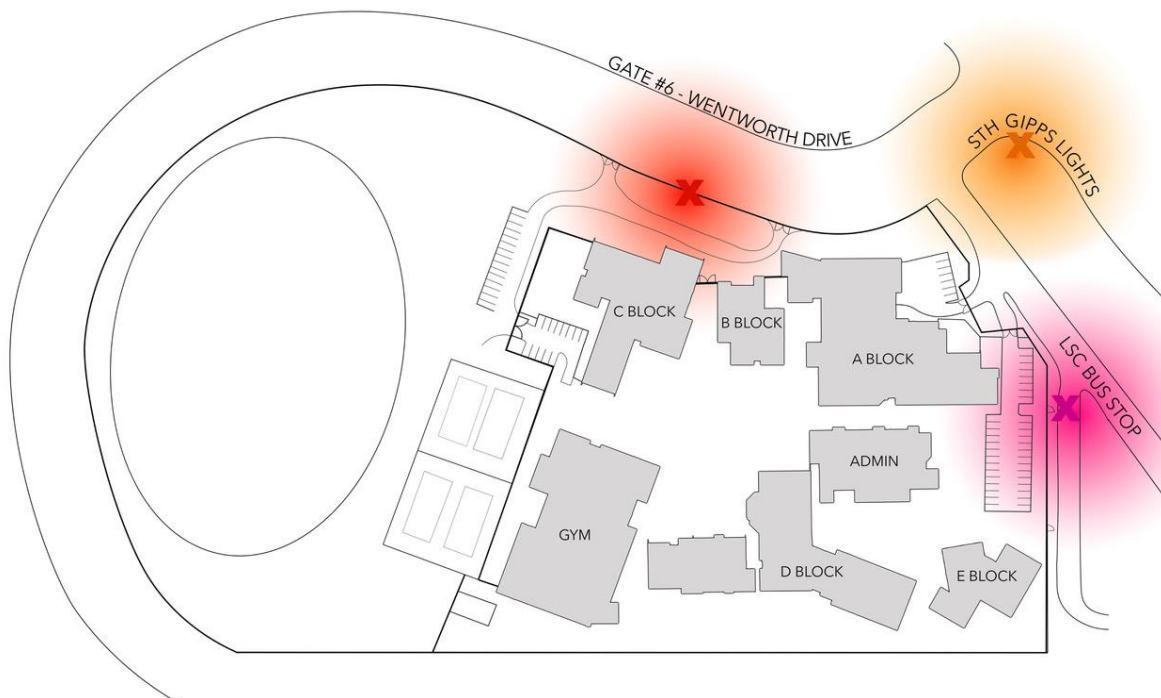 GATE #6 - WENTWORTH DRIVE
STH GIPPS LIGHTS
C BLOCK
B BLOCK
A BLOCK
LSC BUS STOP
ADMIN
GYM
D BLOCK
E BLOCK